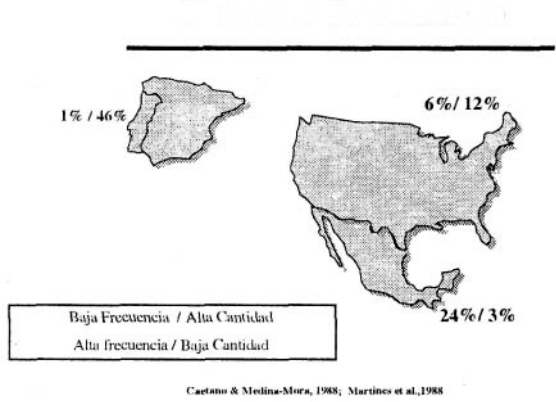 1% / 46%
6%/ 12%
24%/ 3%
Baja Frecuencia / Alta Cantidad
Alta frecuencia / Baja Cantidad
Caetano & Medina-Mora, 1988; Martines et al.,1988